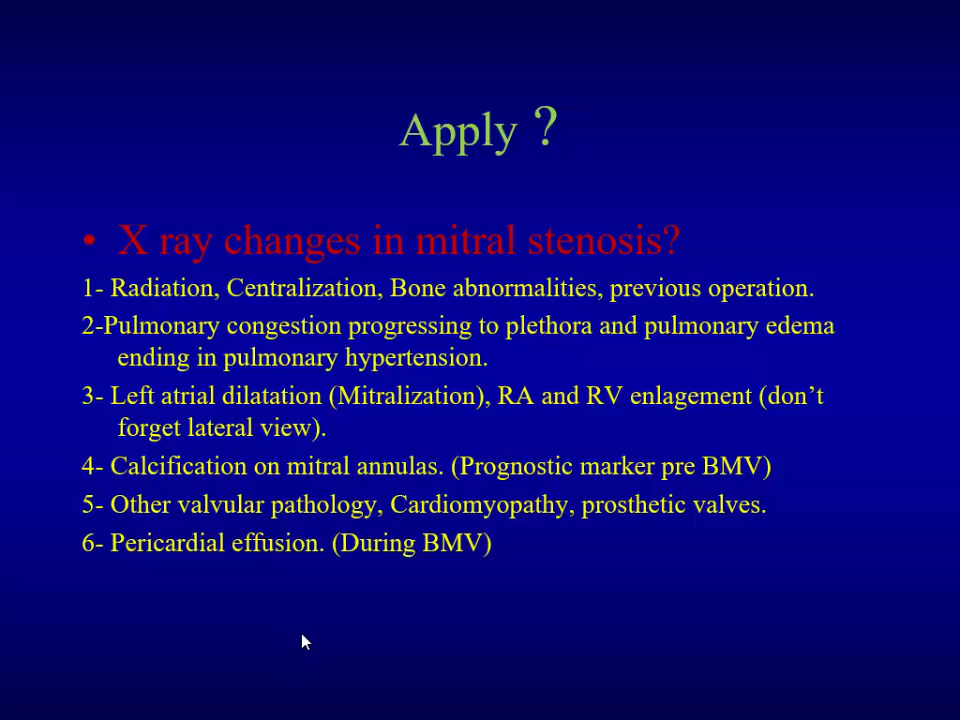 Apply ?
• X ray changes in mitral stenosis?
1- Radiation, Centralization, Bone abnormalities, previous operation.
2-Pulmonary congestion progressing to plethora and pulmonary edema
ending in pulmonary hypertension.
3- Left atrial dilatation (Mitralization), RA and RV enlagement (don’t
forget lateral view).
4- Calcification on mitral annulas. (Prognostic marker pre BMV)
5- Other valvular pathology, Cardiomyopathy, prosthetic valves.
6- Pericardial effusion. (During BMV)